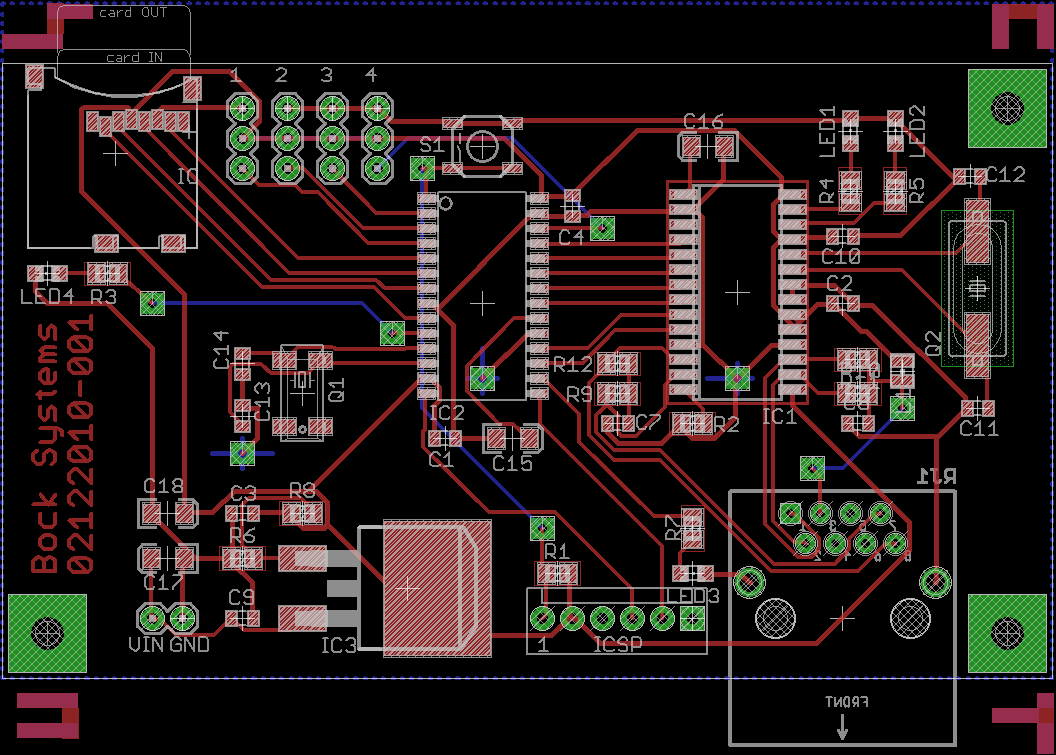 card OUT
card IN
1 2 3 4
S1
C16
LED1
LED2
C12
IC
R4
R5
C4
C10
C2
LED4 R3
Q2
C14
C13
Q1
R12
R9
C7
R2
IC1
IC2
C1
C15
C11
Bock Systems
02122010-001
C18
C3
R8
R6
C17
C9
VIN GND
IC3
R7
R1
LED3
1
ICSP
RJ1
FRONT